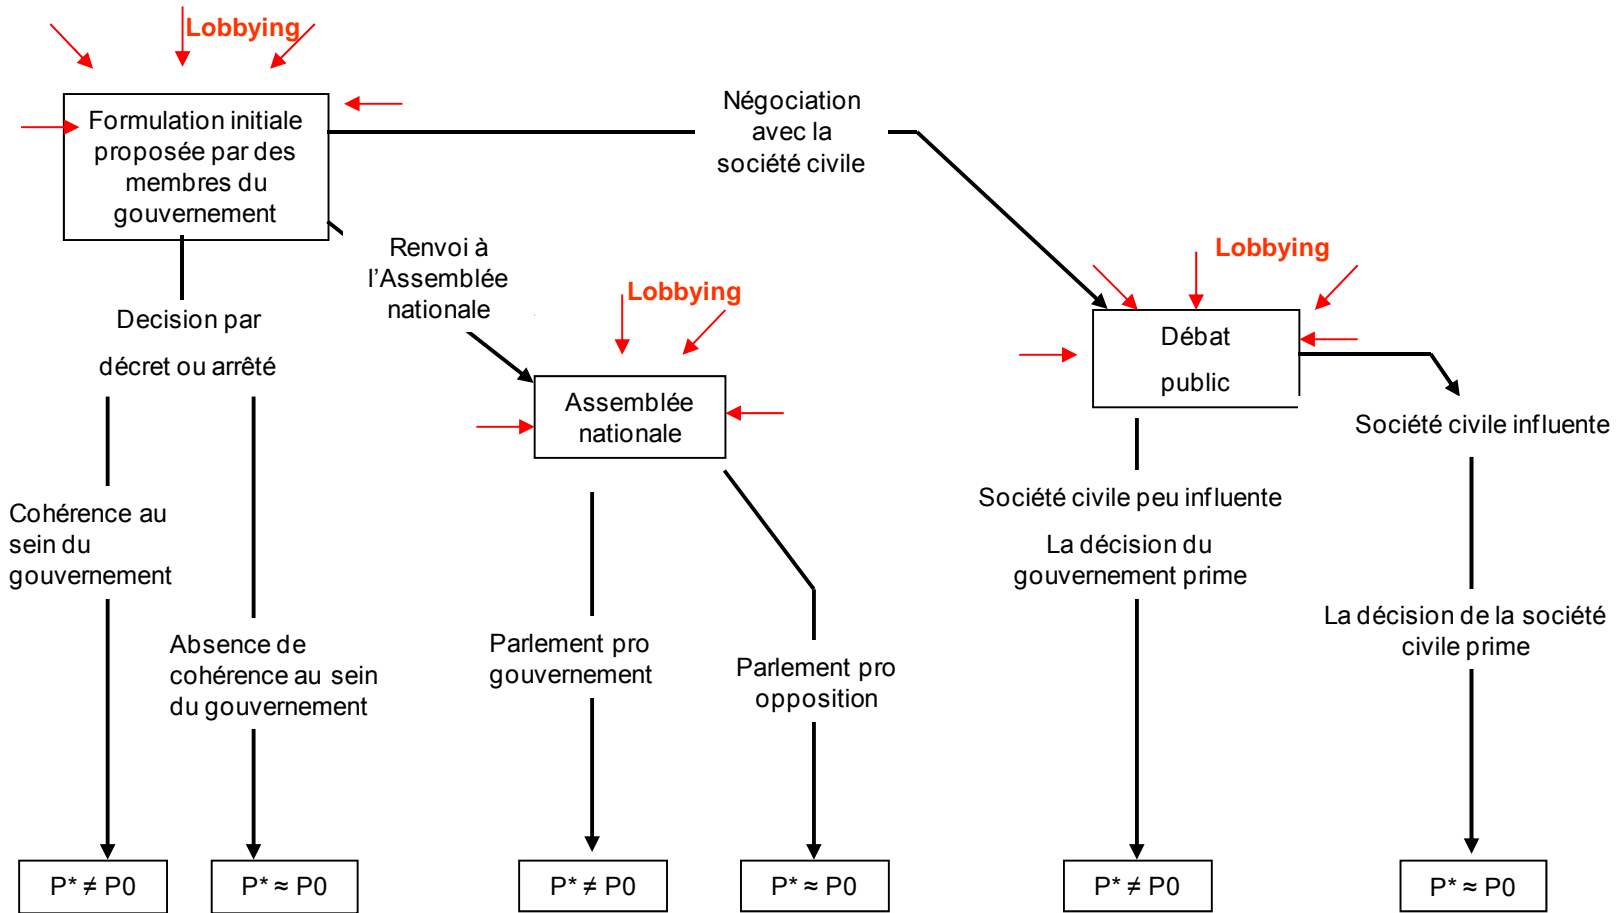 Lobbying
Formulation initiale
proposée par des
membres du
gouvernement
Négociation
avec la
société civile
Renvoi à
l'Assemblée
nationale
Lobbying
Lobbying
Decision par
décret ou arrêté
Débat
public
Assemblée
nationale
Société civile influente
Cohérence au
sein du
gouvernement
Société civile peu influente
La décision du
gouvernement prime
Absence de
cohérence au sein
du gouvernement
Parlement pro
gouvernement
Parlement pro
opposition
La décision de la société
civile prime
P* ≠ P0
P* ≈ P0
P* ≠ P0
P* ≈ P0
P* ≠ P0
P* ≈ P0